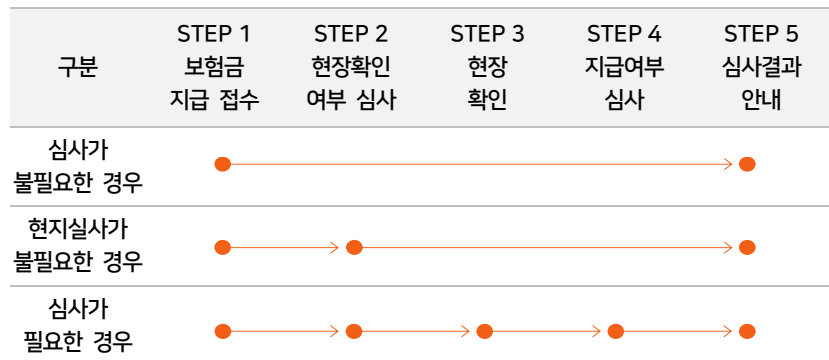 구분
STEP 1
보험금
지급 접수
STEP 2
현장확인
여부 심사
STEP 3
현장
확인
STEP 4
지급여부
심사
STEP 5
심사결과
안내
심사가
불필요한 경우
현지실사가
불필요한 경우
심사가
필요한 경우